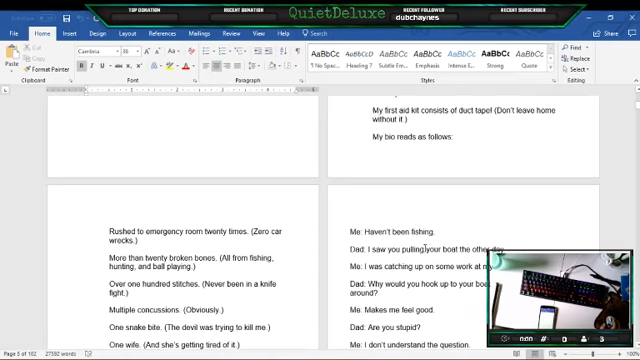 TOP DONATION
RECENT DONATION
QuietDeluxe
RECENT FOLLOWER
dubchaynes
RECENT SUBSCRIBER
File
Home
Insert
Design
Layout
References
Mailings
Review
View
Help
Tell me what you want to do
Share
Cut
Copy
Paste
Format Painter
Cambria
Clipboard
Font
Paragraph
AaBbCc AaBbCc AaBbCc AaBbCc AaBbCc AaBbCc AaBbCc
¶ No Spac... Heading 7 Subtle Em... Emphasis Intense E... Strong Quote
Styles
Find
Replace
Select
Editing
My first aid kit consists of duct tape! (Don't leave home
without it.)
My bio reads as follows:
Rushed to emergency room twenty times. (Zero car
wrecks.)
More than twenty broken bones. (All from fishing,
hunting, and ball playing.)
Over one hundred stitches. (Never been in a knife
fight.)
Multiple concussions. (Obviously.)
One snake bite. (The devil was trying to kill me.)
One wife. (And she's getting tired of it.)
Me: Haven't been fishing.
Dad: I saw you pulling your boat the other day.
Me: I was catching up on some work at my
Dad: Why would you hook up to your boat
around?
Me: Makes me feel good.
Dad: Are you stupid?
Me: I don't understand the question.
0:00 # 0 3
Page 5 of 102 27592 words
100%